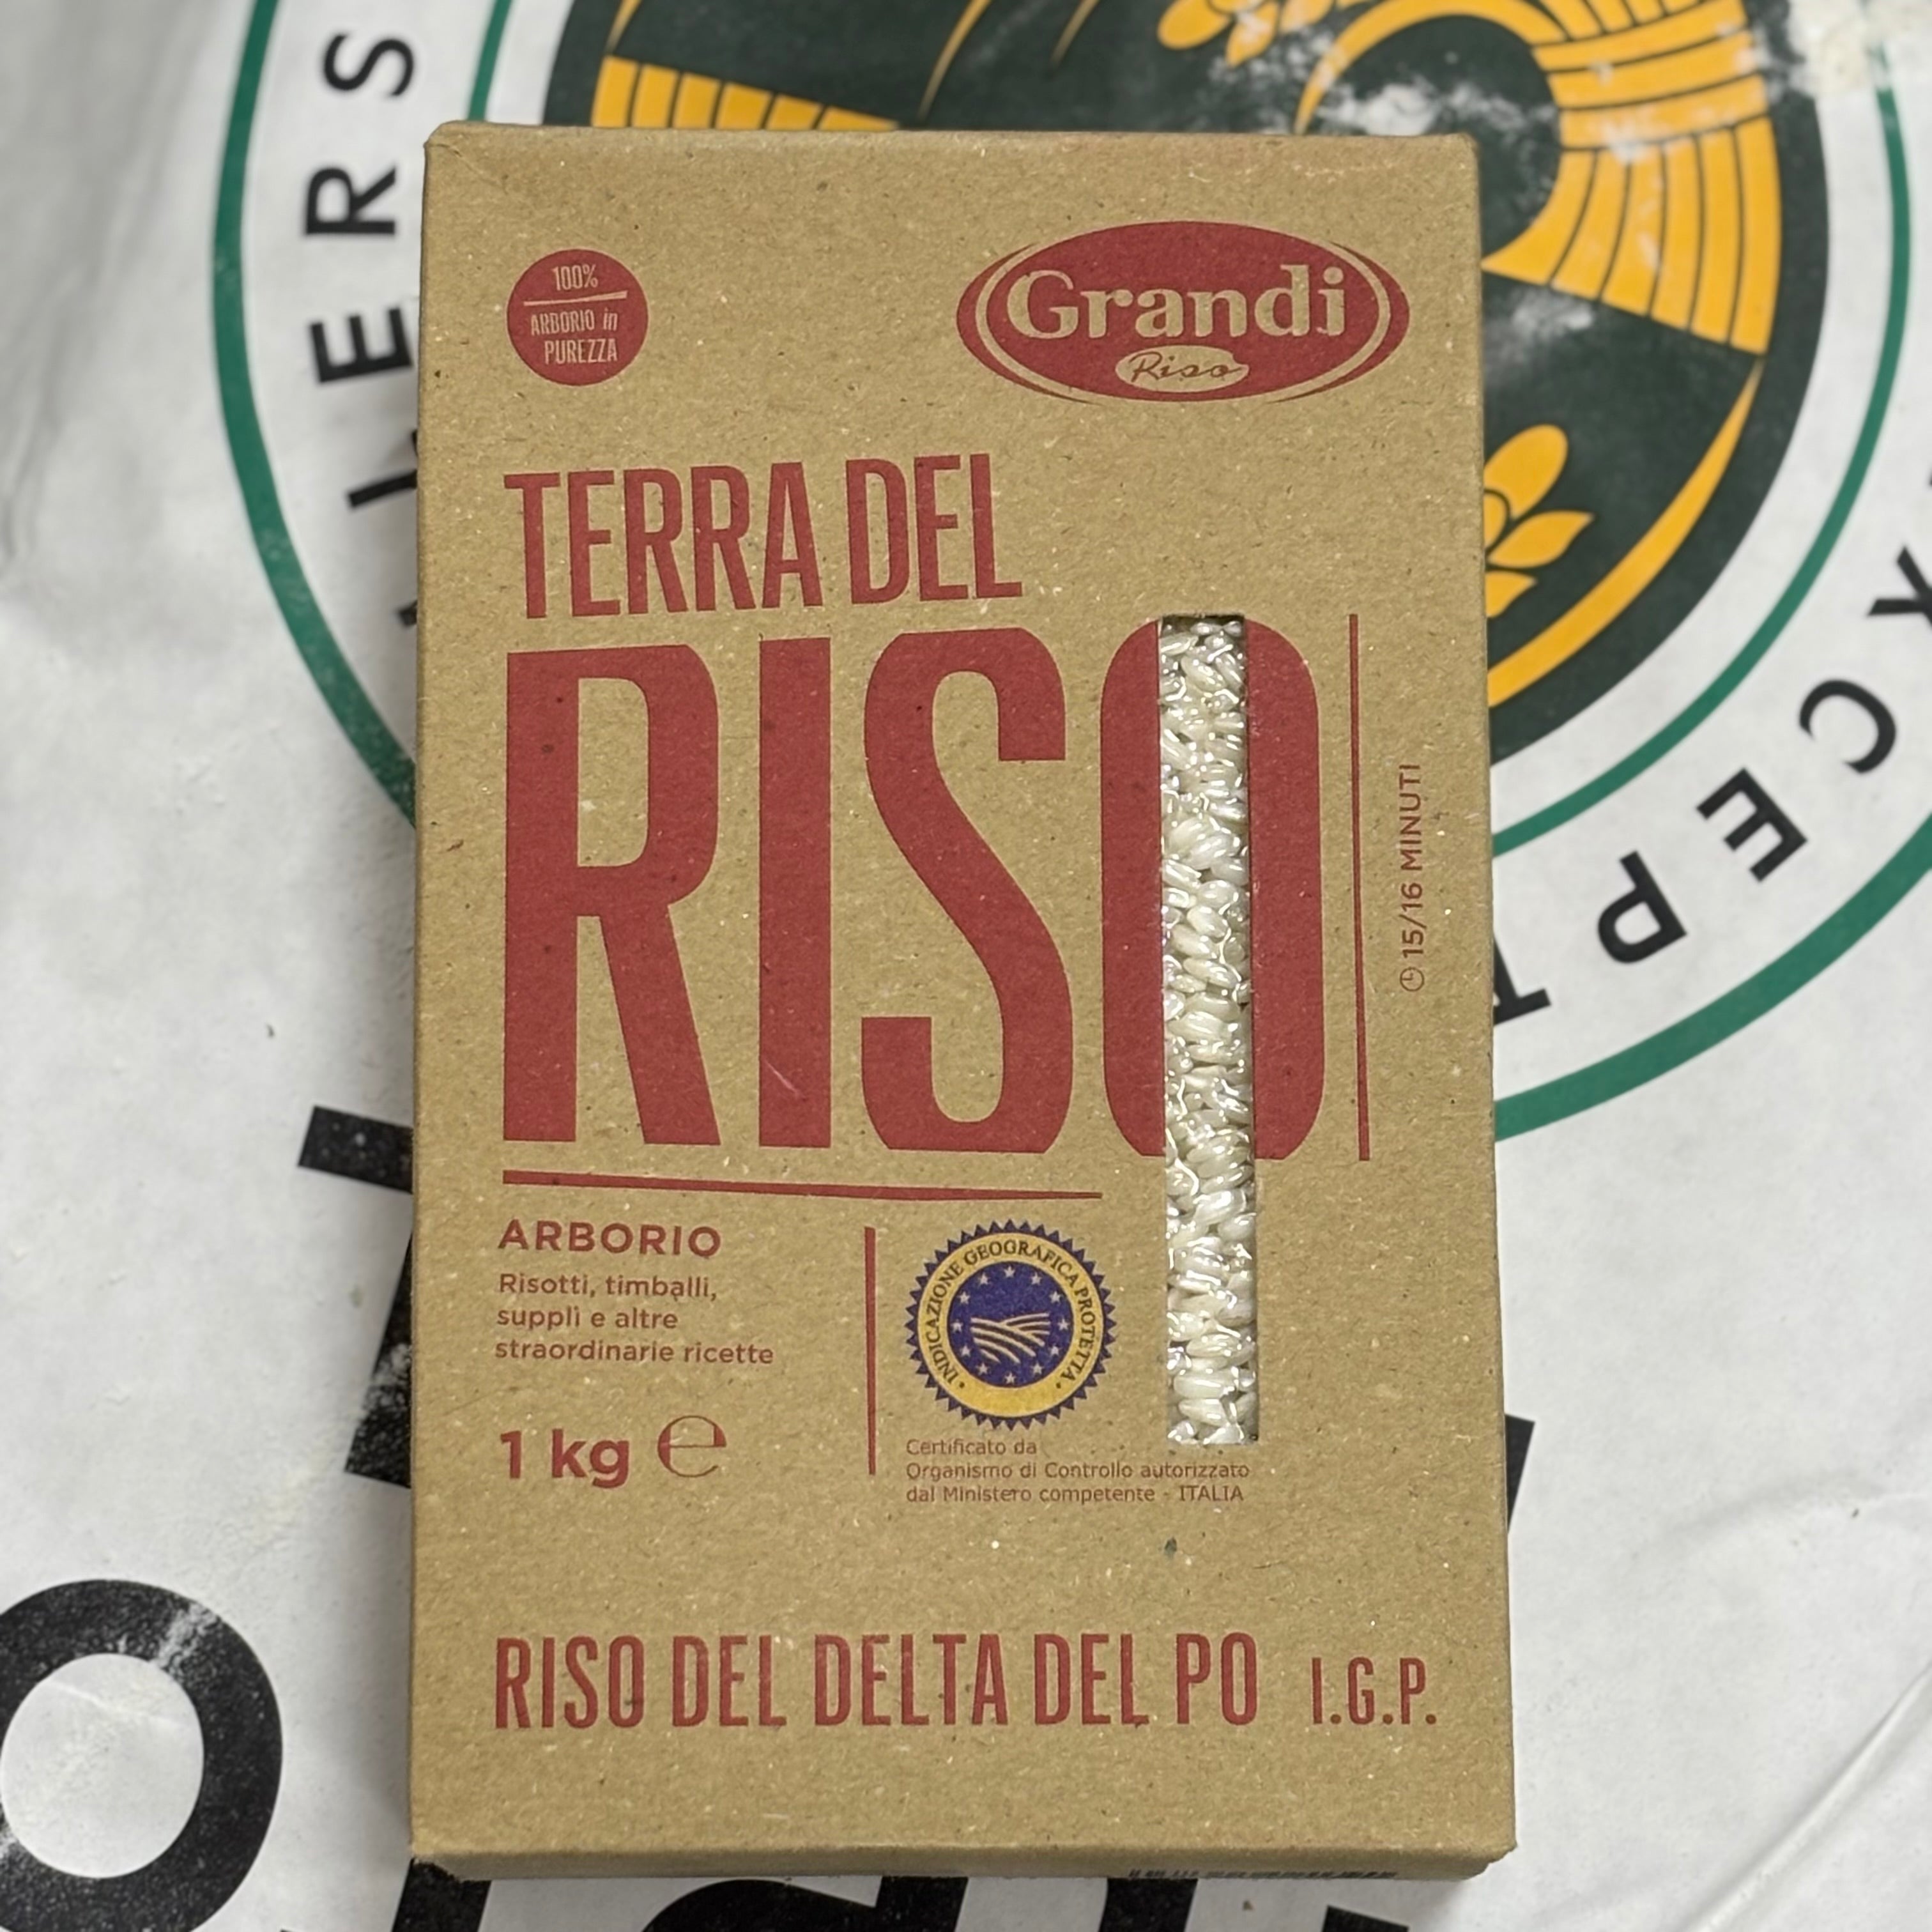 100%
ARBORIO in
PUREZZA
Grandi
Riso
TERRA DEL
RISO
15/16 MINUTI
ARBORIO
Risotti, timballi,
supplì e altre
straordinarie ricette
1 kg ℮
INDICAZIONE GEOGRAFICA PROTETTA
Certificato da
Organismo di Controllo autorizzato
dal Ministero competente - ITALIA
RISO DEL DELTA DEL PO I.G.P.